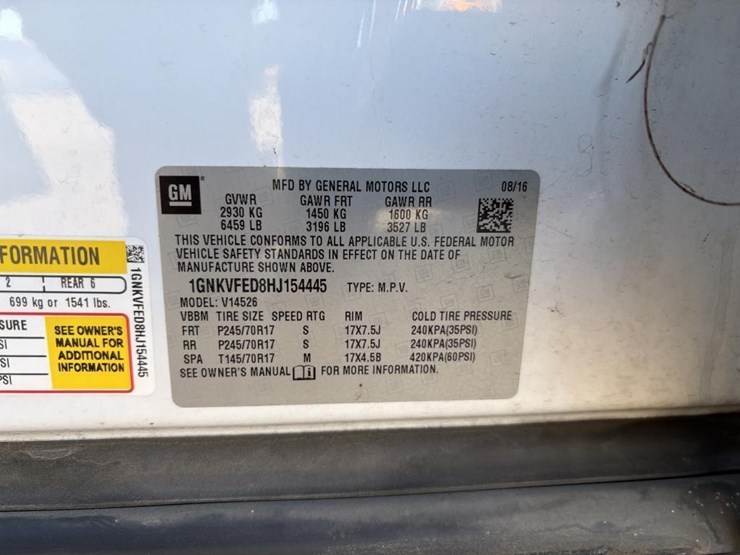 GM
MFD BY GENERAL MOTORS LLC 08/16
GVWR GAWR FRT GAWR RR
2930 KG 1450 KG 1600 KG
6459 LB 3196 LB 3527 LB
THIS VEHICLE CONFORMS TO ALL APPLICABLE U.S. FEDERAL MOTOR
VEHICLE SAFETY STANDARDS IN EFFECT ON THE DATE OF
MANUFACTURE SHOWN ABOVE.
1GNKVFED8HJ154445 TYPE: M.P.V.
MODEL: V14526
VBBM TIRE SIZE SPEED RTG RIM COLD TIRE PRESSURE
FRT P245/70R17 S 17X7.5J 240KPA(35PSI)
RR P245/70R17 S 17X7.5J 240KPA(35PSI)
SPA T145/70R17 M 17X4.5B 420KPA(60PSI)
SEE OWNER'S MANUAL FOR MORE INFORMATION.
FORMATION
2 REAR 6
699 kg or 1541 lbs.
SURE
SI
SI
PSI
SEE OWNER'S
MANUAL FOR
ADDITIONAL
INFORMATION
1GNKVFED8HJ154445